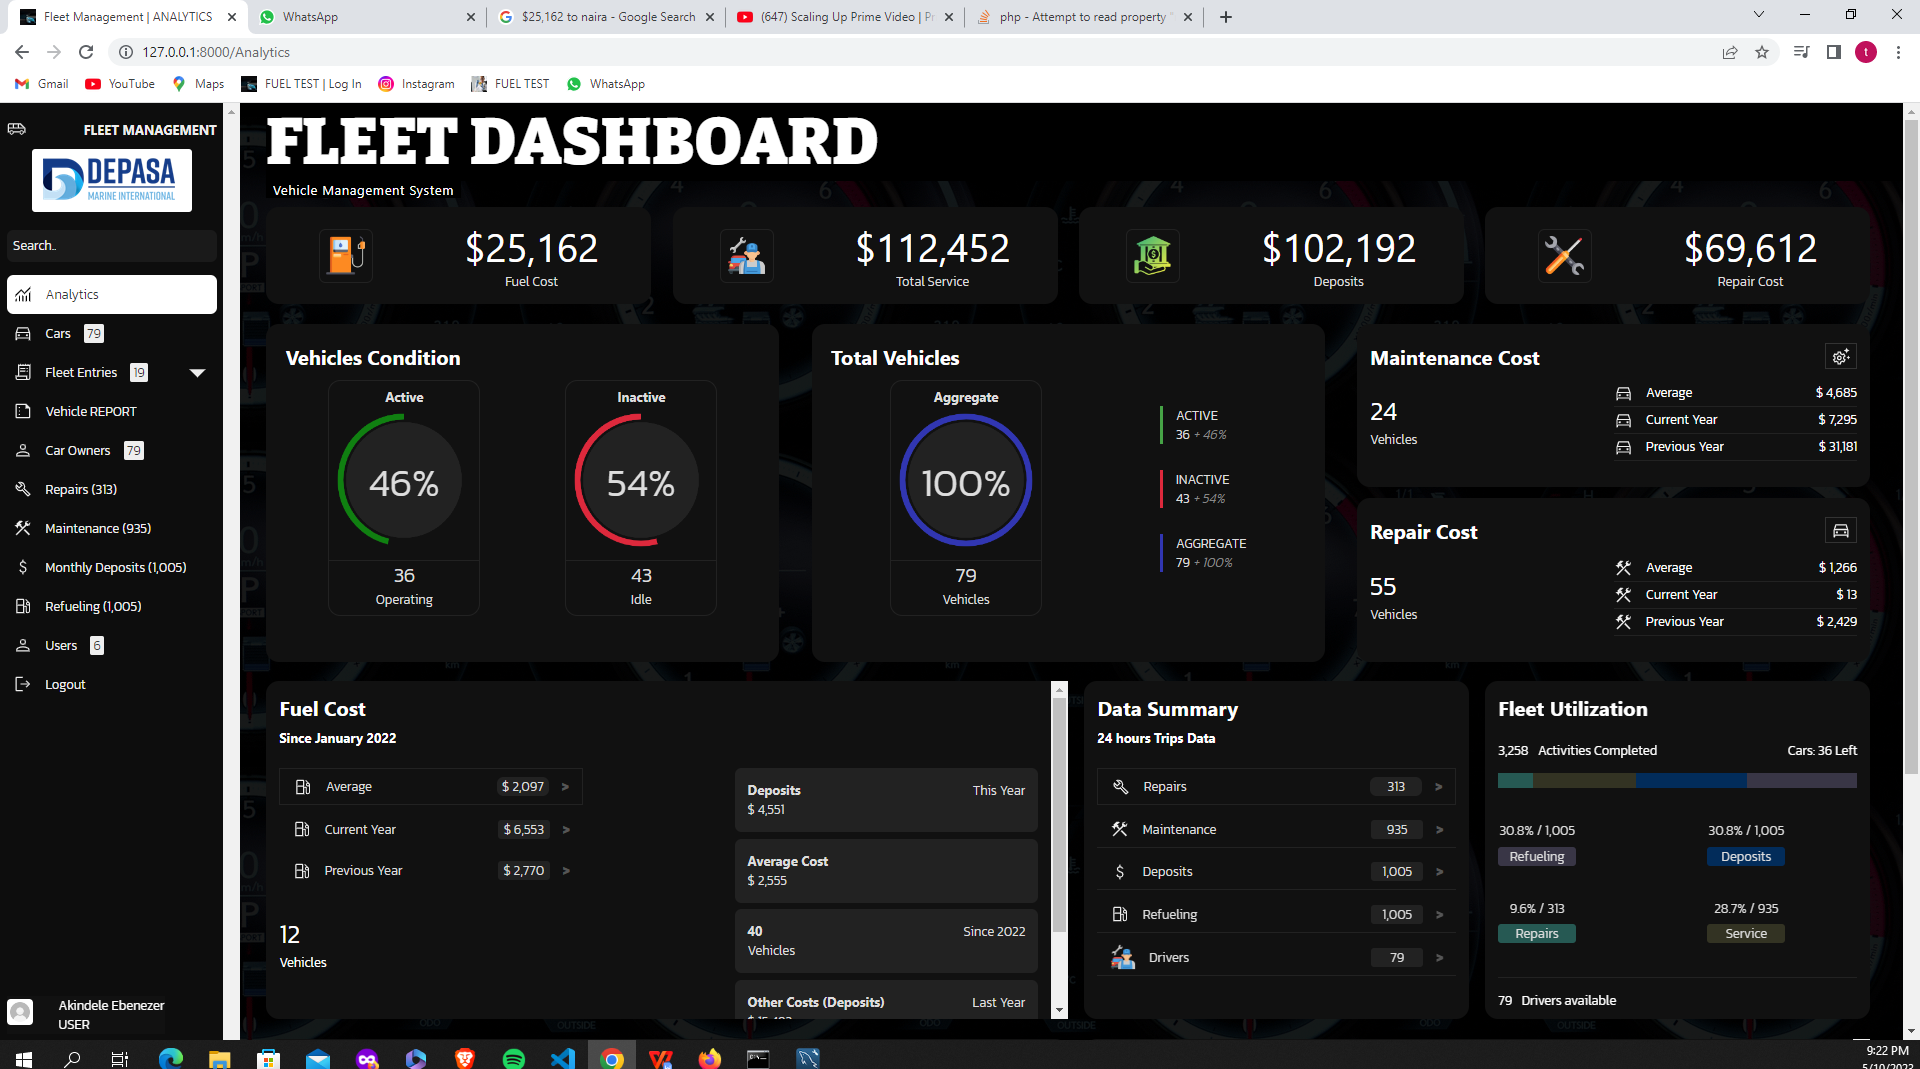 Fleet Management | ANALYTICS
WhatsApp
$25,162 to naira - Google Search
(647) Scaling Up Prime Video | Pr
php - Attempt to read property "
127.0.0.1:8000/Analytics
t
Gmail
YouTube
Maps
FUEL TEST | Log In
Instagram
FUEL TEST
WhatsApp
FLEET MANAGEMENT
DEPASA
MARINE INTERNATIONAL
Search..
Analytics
Cars 79
Fleet Entries 19
Vehicle REPORT
Car Owners 79
Repairs (313)
Maintenance (935)
Monthly Deposits (1,005)
Refueling (1,005)
Users 6
Logout
Akindele Ebenezer
USER
FLEET DASHBOARD
Vehicle Management System
$25,162
Fuel Cost
$112,452
Total Service
$102,192
Deposits
$69,612
Repair Cost
Vehicles Condition
Active
46%
36
Operating
Inactive
54%
43
Idle
Total Vehicles
Aggregate
100%
79
Vehicles
ACTIVE
36 + 46%
INACTIVE
43 + 54%
AGGREGATE
79 + 100%
Maintenance Cost
24
Vehicles
Average $ 4,685
Current Year $ 7,295
Previous Year $ 31,181
Repair Cost
55
Vehicles
Average $ 1,266
Current Year $ 13
Previous Year $ 2,429
Fuel Cost
Since January 2022
Average $ 2,097 >
Current Year $ 6,553 >
Previous Year $ 2,770 >
12
Vehicles
Deposits This Year
$ 4,551
Average Cost
$ 2,555
40 Since 2022
Vehicles
Other Costs (Deposits) Last Year
Data Summary
24 hours Trips Data
Repairs 313 >
Maintenance 935 >
Deposits 1,005 >
Refueling 1,005 >
Drivers 79 >
Fleet Utilization
3,258 Activities Completed Cars: 36 Left
30.8% / 1,005
Refueling
30.8% / 1,005
Deposits
9.6% / 313
Repairs
28.7% / 935
Service
79 Drivers available
9:22 PM
5/10/2023